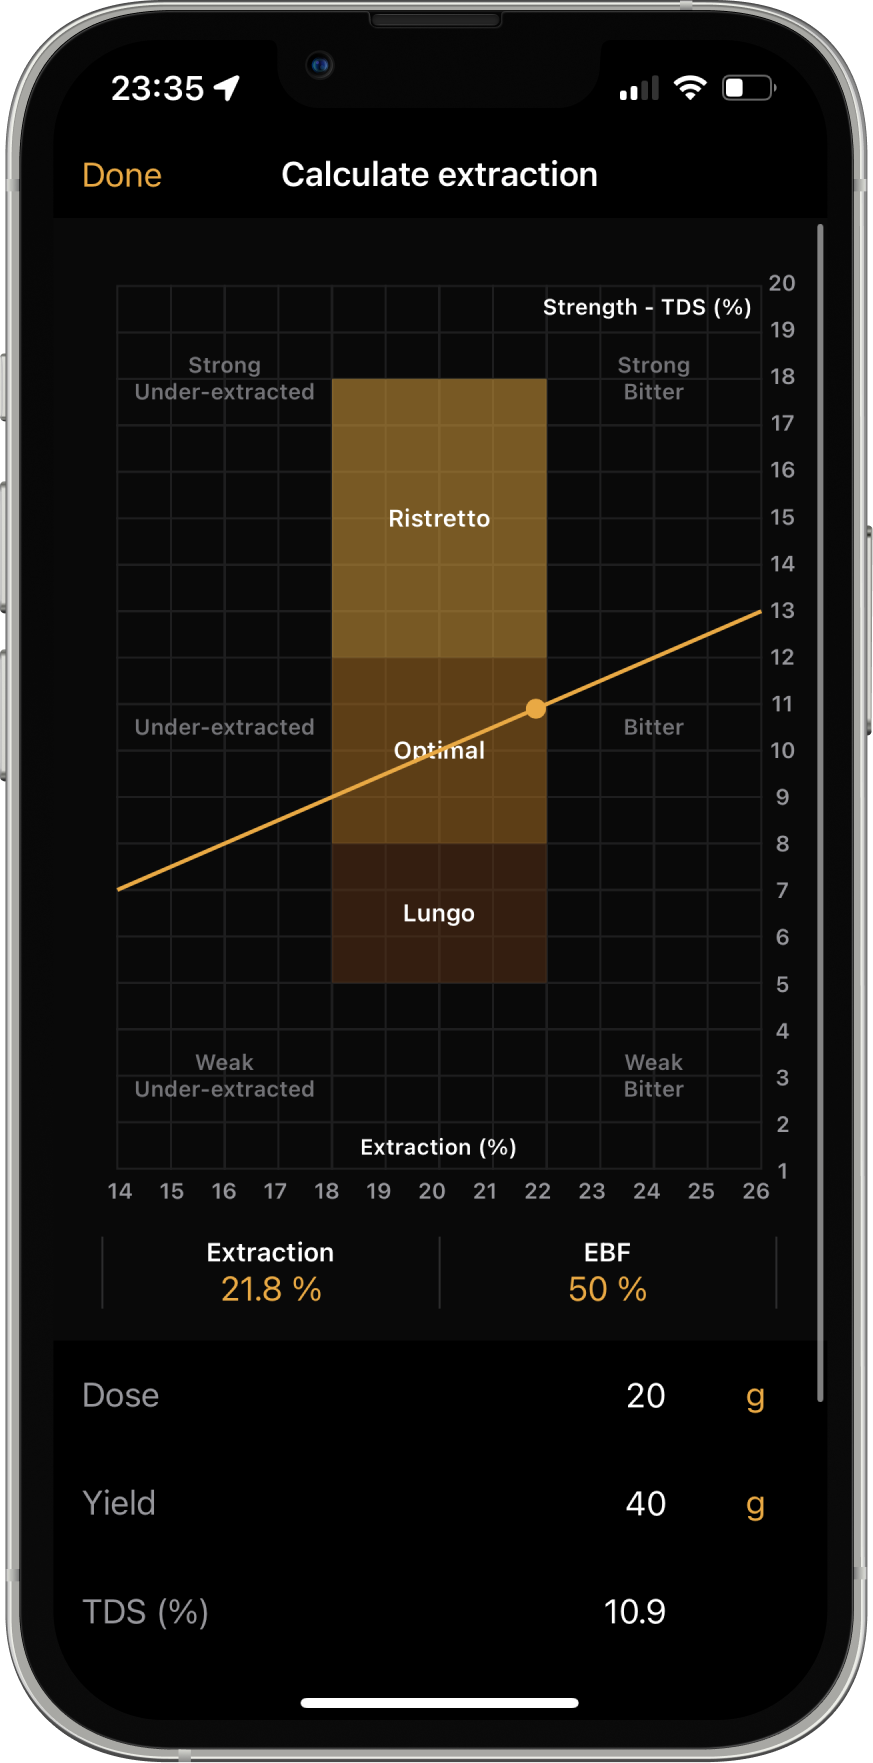 23:35
Done
Calculate extraction
Strength - TDS (%)
20
19
18
17
16
15
14
13
12
11
10
9
8
7
6
5
4
3
2
1
Strong
Under-extracted
Strong
Bitter
Ristretto
Under-extracted
Optimal
Bitter
Lungo
Weak
Under-extracted
Weak
Bitter
Extraction (%)
14 15 16 17 18 19 20 21 22 23 24 25 26
Extraction
21.8 %
EBF
50 %
Dose 20 g
Yield 40 g
TDS (%) 10.9